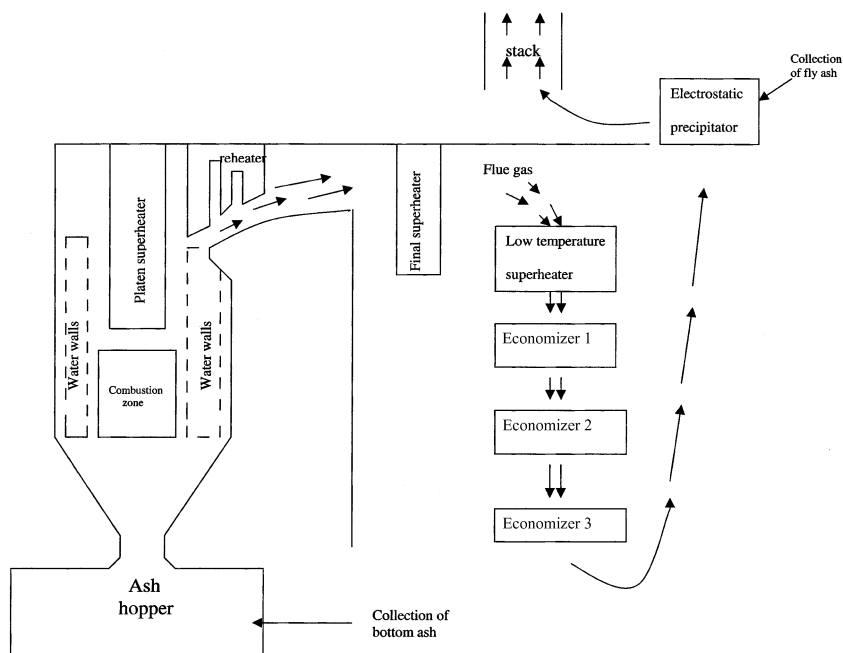 stack
Collection
of fly ash
Electrostatic
precipitator
reheater
Flue gas
Platen superheater
Final superheater
Low temperature
superheater
Water walls
Water walls
Economizer 1
Combustion
zone
Economizer 2
Economizer 3
Ash
hopper
Collection of
bottom ash